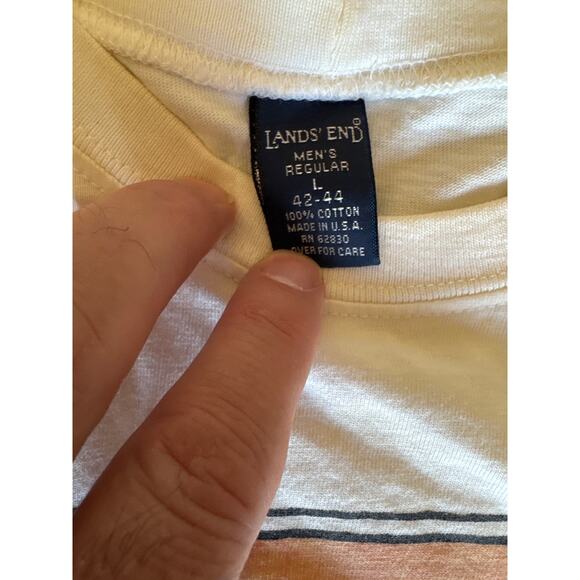 LANDS' END®
MEN'S
REGULAR
L
42-44
100% COTTON
MADE IN U.S.A.
RN 62830
OVER FOR CARE